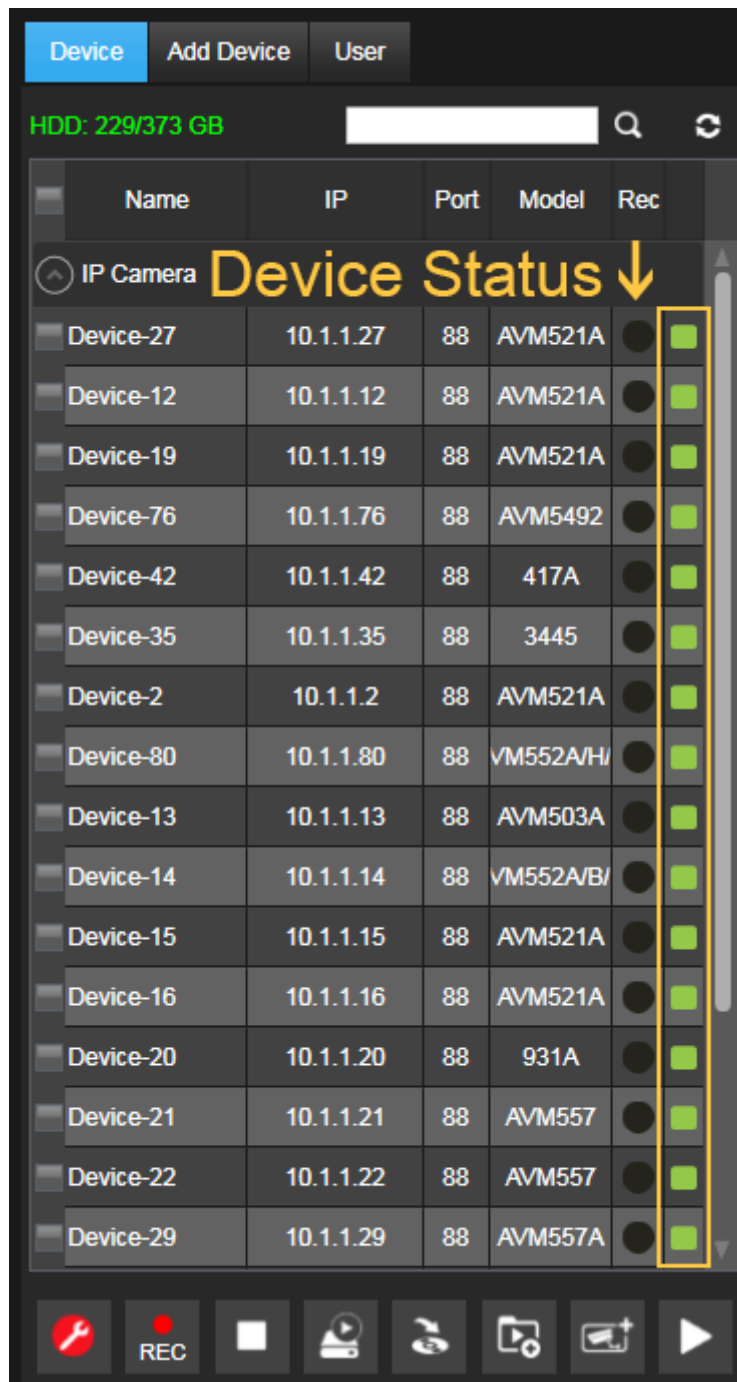 Device Add Device User
HDD: 229/373 GB
Name IP Port Model Rec
IP Camera Device Status
Device-27 10.1.1.27 88 AVM521A
Device-12 10.1.1.12 88 AVM521A
Device-19 10.1.1.19 88 AVM521A
Device-76 10.1.1.76 88 AVM5492
Device-42 10.1.1.42 88 417A
Device-35 10.1.1.35 88 3445
Device-2 10.1.1.2 88 AVM521A
Device-80 10.1.1.80 88 VM552A/H/
Device-13 10.1.1.13 88 AVM503A
Device-14 10.1.1.14 88 VM552A/B/
Device-15 10.1.1.15 88 AVM521A
Device-16 10.1.1.16 88 AVM521A
Device-20 10.1.1.20 88 931A
Device-21 10.1.1.21 88 AVM557
Device-22 10.1.1.22 88 AVM557
Device-29 10.1.1.29 88 AVM557A
REC